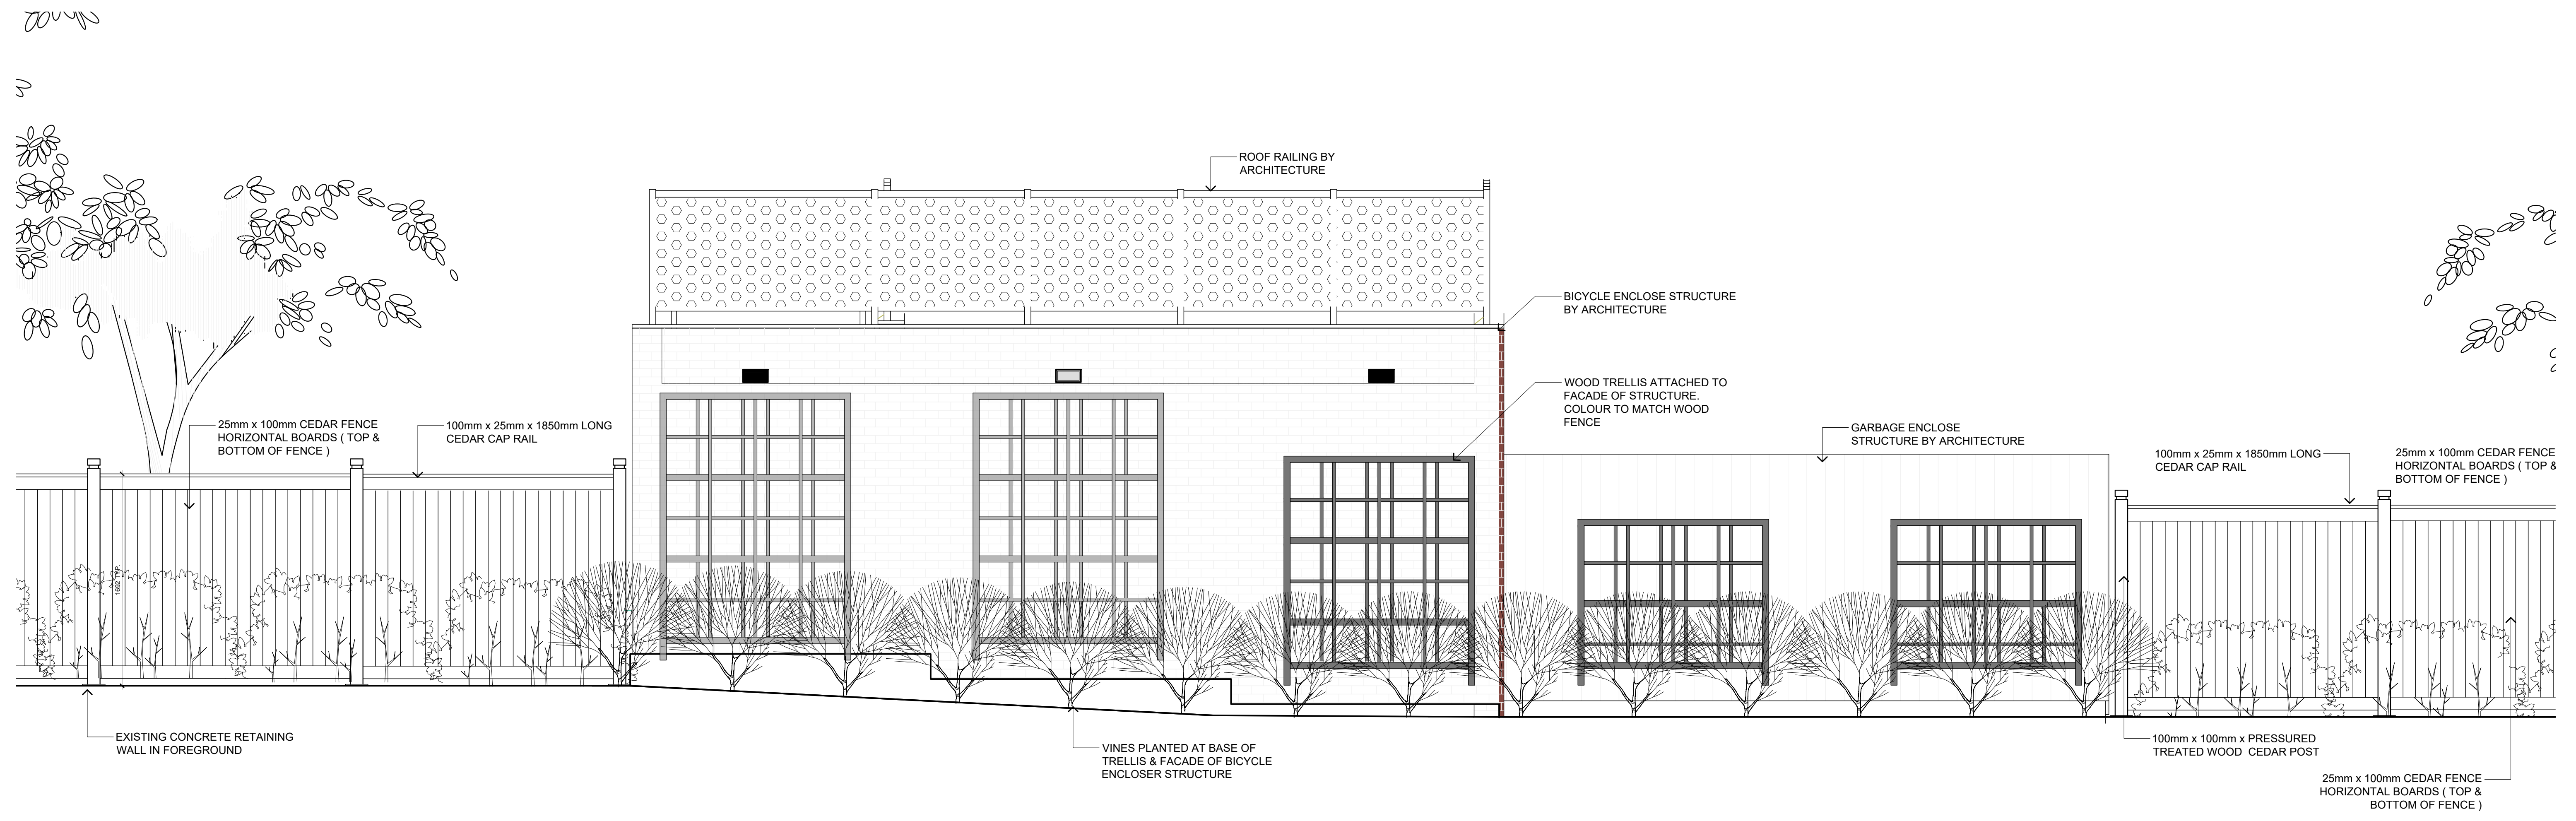 ROOF RAILING BY
ARCHITECTURE
BICYCLE ENCLOSE STRUCTURE
BY ARCHITECTURE
WOOD TRELLIS ATTACHED TO
FACADE OF STRUCTURE.
COLOUR TO MATCH WOOD
FENCE
25mm x 100mm CEDAR FENCE
HORIZONTAL BOARDS ( TOP &
BOTTOM OF FENCE )
100mm x 25mm x 1850mm LONG
CEDAR CAP RAIL
GARBAGE ENCLOSE
STRUCTURE BY ARCHITECTURE
100mm x 25mm x 1850mm LONG
CEDAR CAP RAIL
25mm x 100mm CEDAR FENCE
HORIZONTAL BOARDS ( TOP &
BOTTOM OF FENCE )
1692 TYP.
EXISTING CONCRETE RETAINING
WALL IN FOREGROUND
VINES PLANTED AT BASE OF
TRELLIS & FACADE OF BICYCLE
ENCLOSER STRUCTURE
100mm x 100mm x PRESSURED
TREATED WOOD  CEDAR POST
25mm x 100mm CEDAR FENCE
HORIZONTAL BOARDS ( TOP &
BOTTOM OF FENCE )